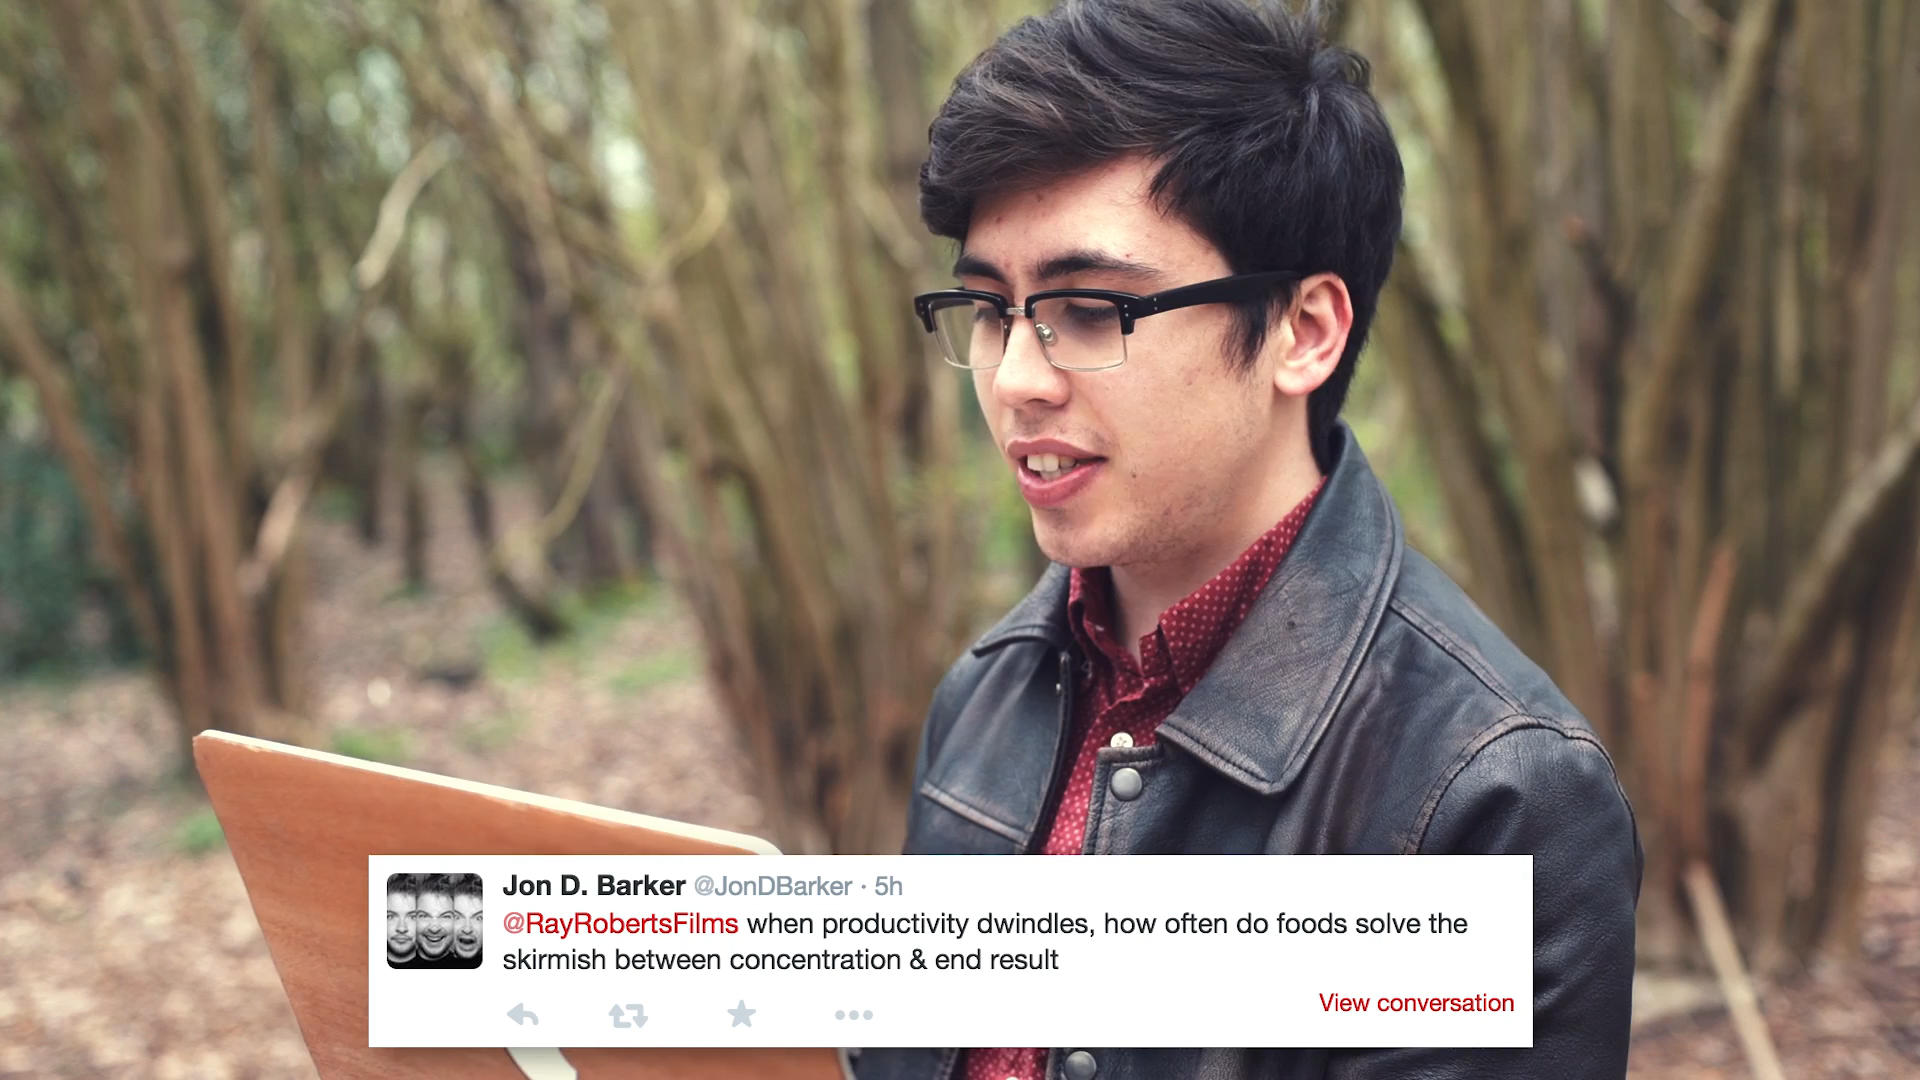 Jon D. Barker @JonDBarker · 5h
@RayRobertsFilms when productivity dwindles, how often do foods solve the
skirmish between concentration & end result
View conversation